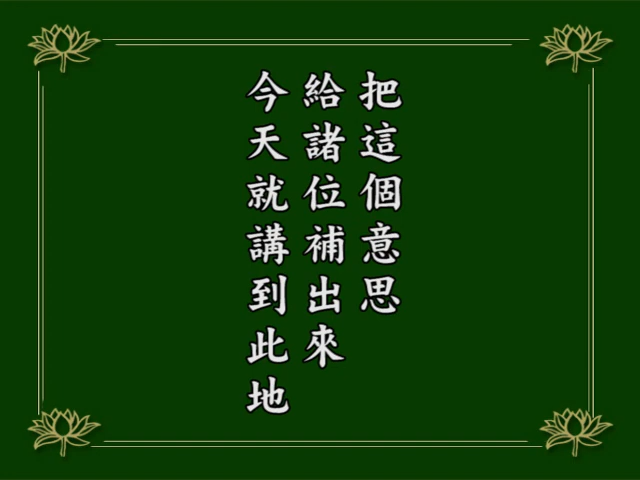 把這個意思
給諸位補出來
今天就講到此地